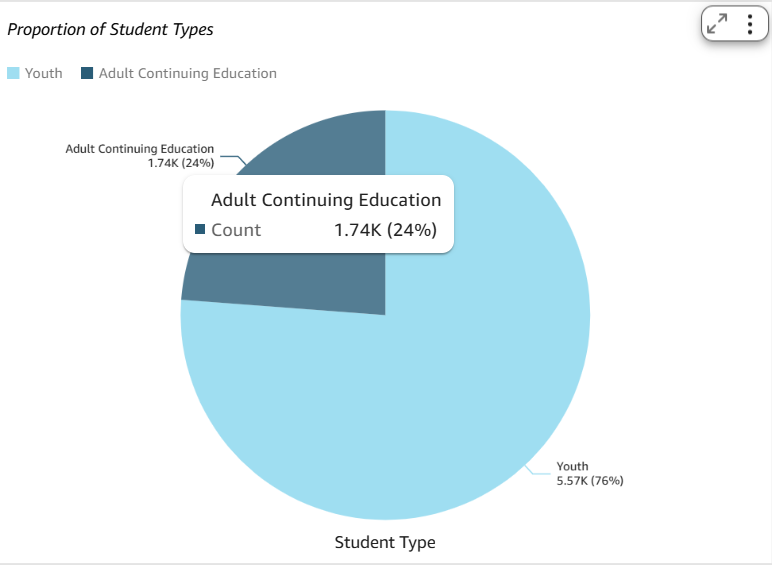 Proportion of Student Types
Youth Adult Continuing Education
Adult Continuing Education
1.74K (24%)
Adult Continuing Education
Count 1.74K (24%)
Youth
5.57K (76%)
Student Type